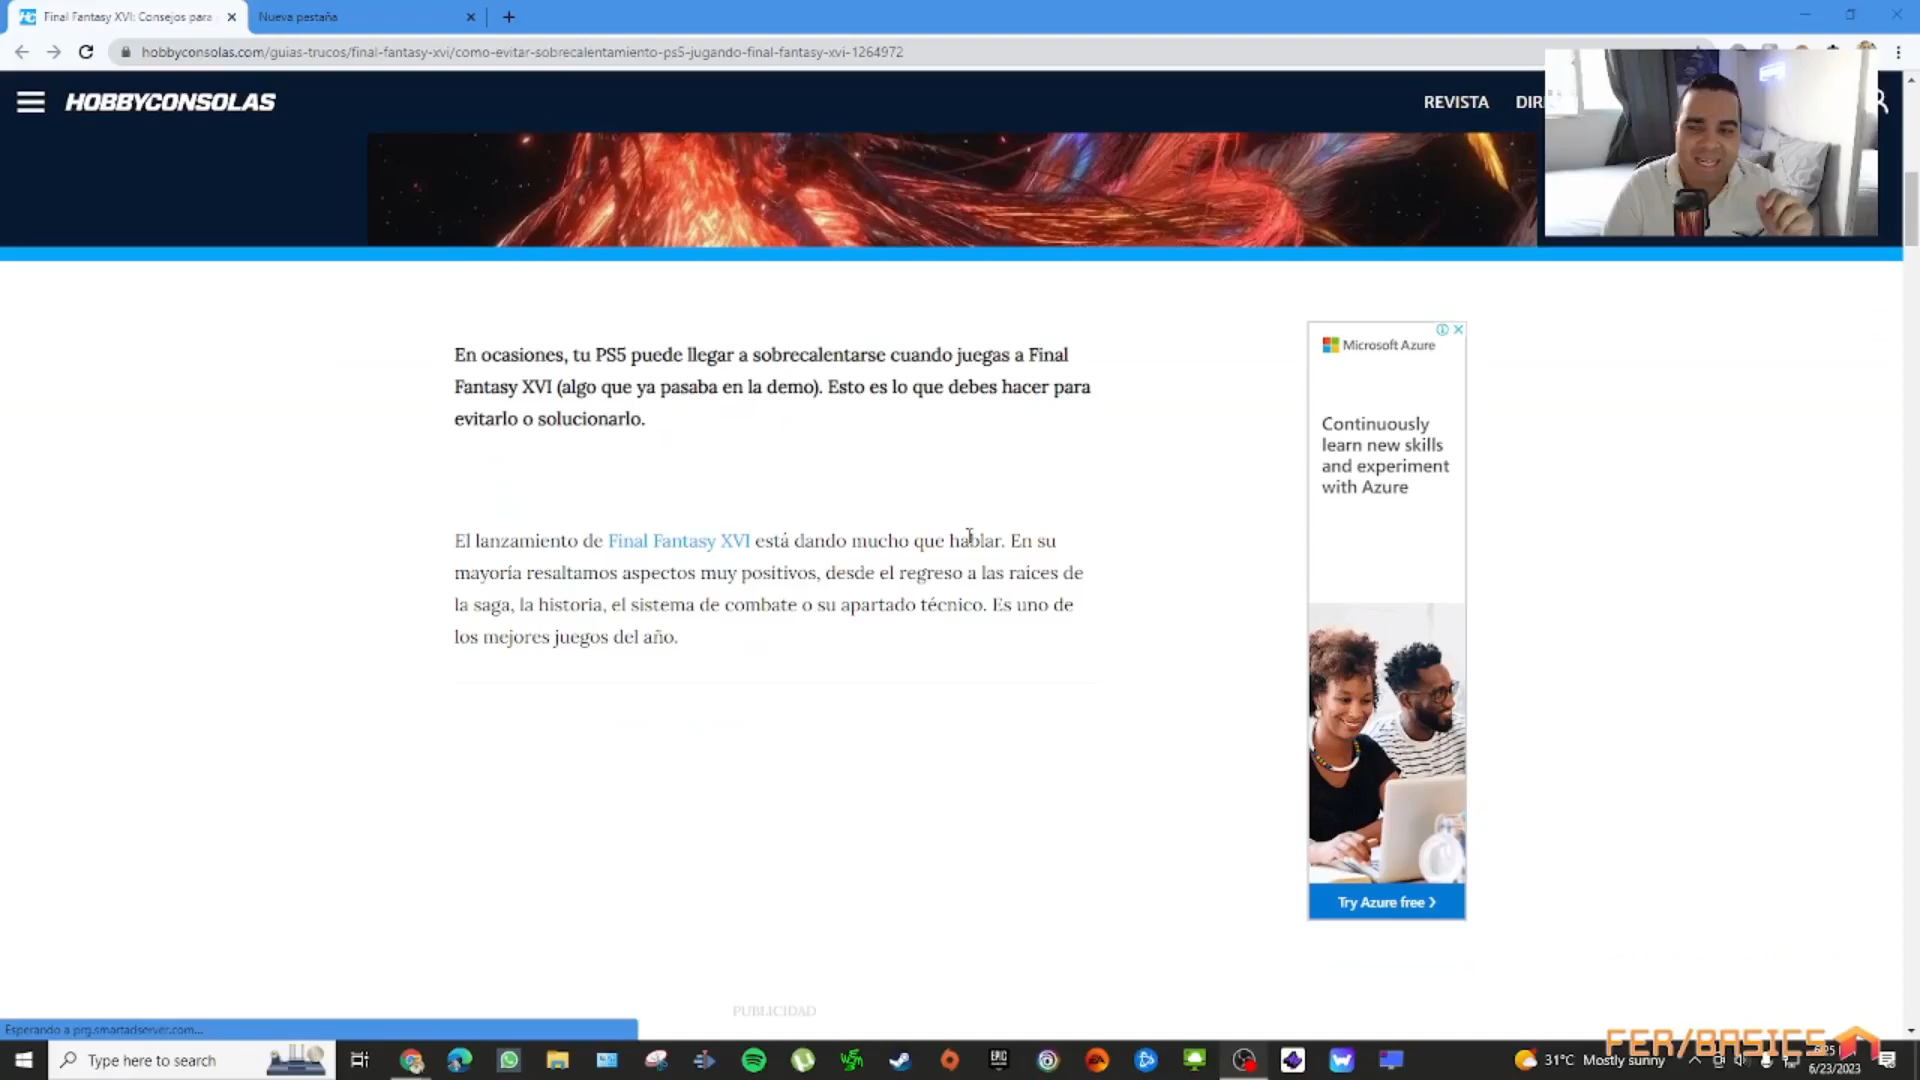 Final Fantasy XVI: Consejos para
Nueva pestaña
hobbyconsolas.com/guias-trucos/final-fantasy-xvi/como-evitar-sobrecalentamiento-ps5-jugando-final-fantasy-xvi-1264972
HOBBYCONSOLAS
REVISTA
En ocasiones, tu PS5 puede llegar a sobrecalentarse cuando juegas a Final
Fantasy XVI (algo que ya pasaba en la demo). Esto es lo que debes hacer para
evitarlo o solucionarlo.
El lanzamiento de Final Fantasy XVI está dando mucho que hablar. En su
mayoría resaltamos aspectos muy positivos, desde el regreso a las raíces de
la saga, la historia, el sistema de combate o su apartado técnico. Es uno de
los mejores juegos del año.
Microsoft Azure
Continuously
learn new skills
and experiment
with Azure
Try Azure free
PUBLICIDAD
Esperando a prg.smartadserver.com...
Type here to search
EPIC
EA
31°C Mostly sunny
FER/BASICS
6/23/2023